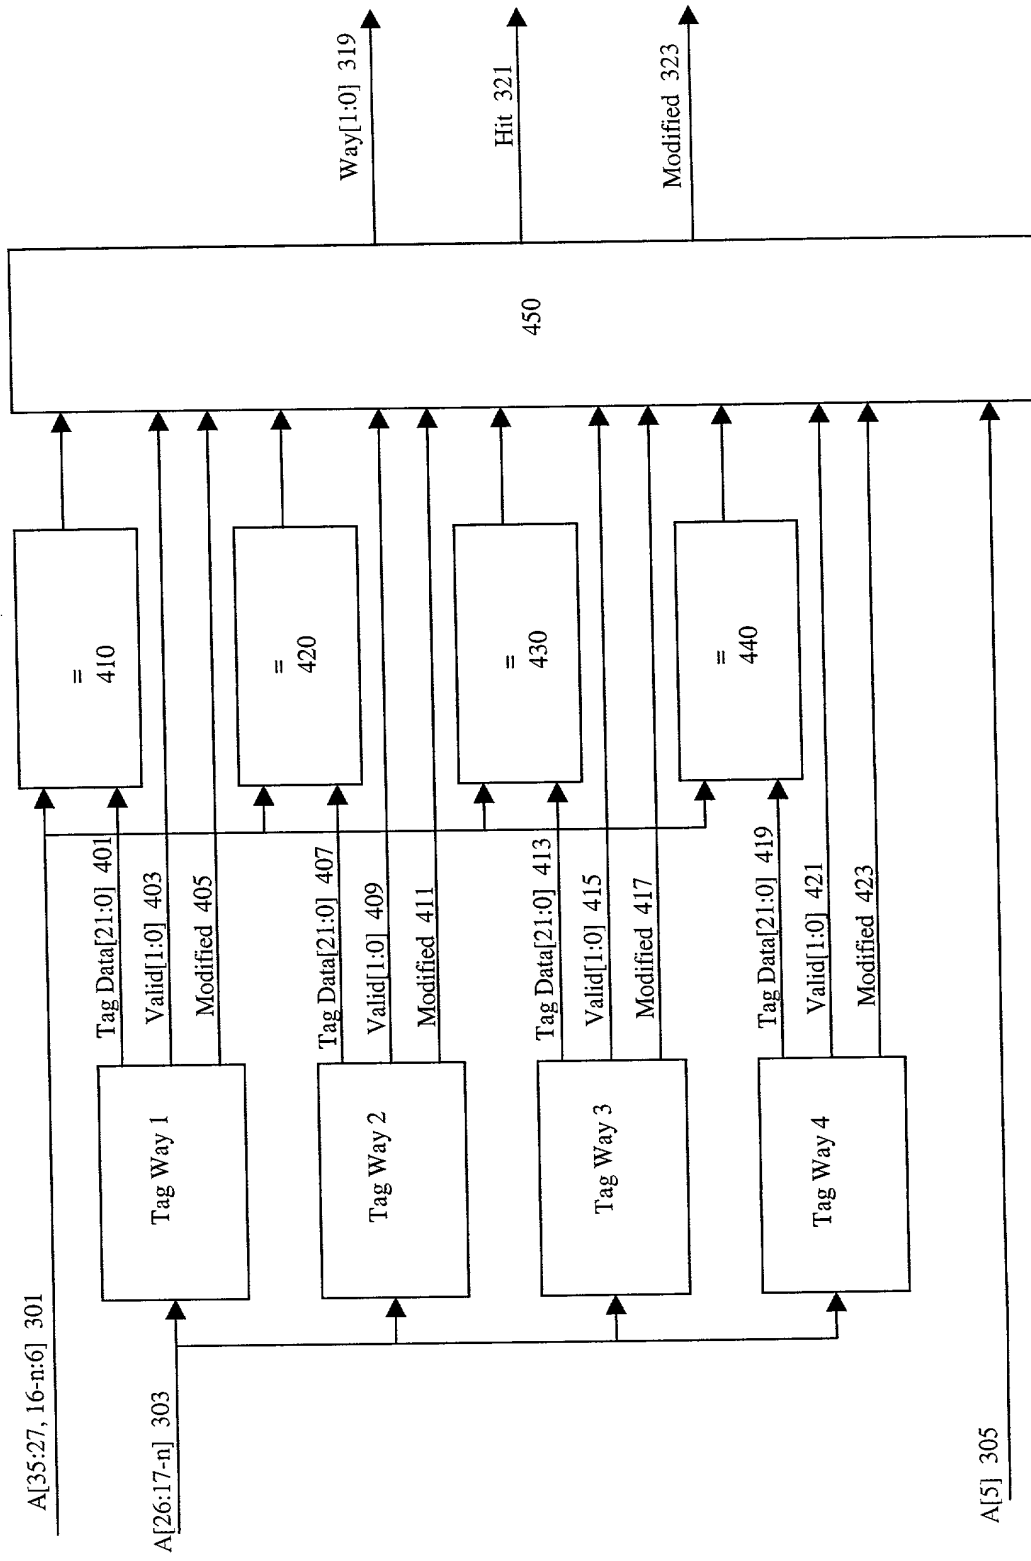 A[35:27, 16-n:6] 301
A[26:17-n] 303
A[5] 305
Tag Way 1
Tag Data[21:0] 401
Valid[1:0] 403
Modified 405
=
410
Tag Way 2
Tag Data[21:0] 407
Valid[1:0] 409
Modified 411
=
420
Tag Way 3
Tag Data[21:0] 413
Valid[1:0] 415
Modified 417
=
430
Tag Way 4
Tag Data[21:0] 419
Valid[1:0] 421
Modified 423
=
440
450
Way[1:0] 319
Hit 321
Modified 323